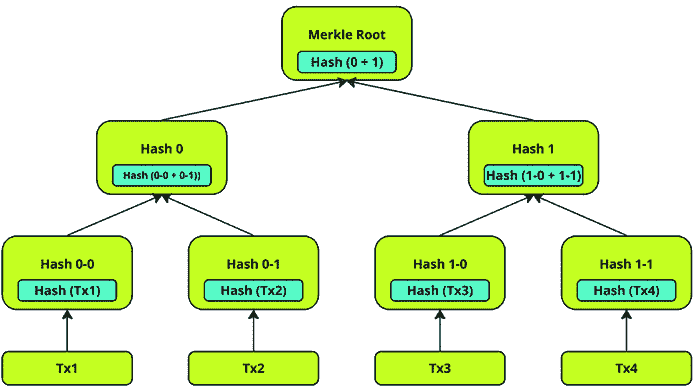 Merkle Root
Hash (0 + 1)
Hash 0
Hash (0-0 + 0-1))
Hash 1
Hash (1-0 + 1-1)
Hash 0-0
Hash (Tx1)
Hash 0-1
Hash (Tx2)
Hash 1-0
Hash (Tx3)
Hash 1-1
Hash (Tx4)
Tx1
Tx2
Tx3
Tx4